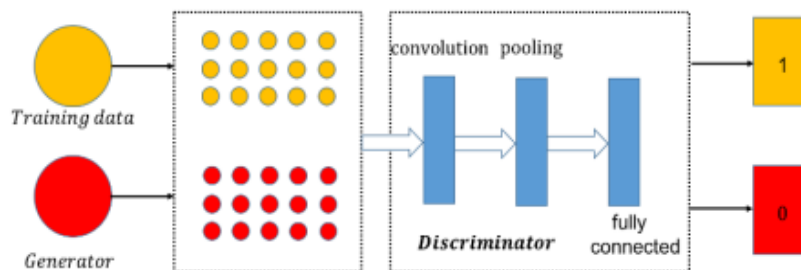 convolution pooling
1
Training data
0
fully
connected
Discriminator
Generator